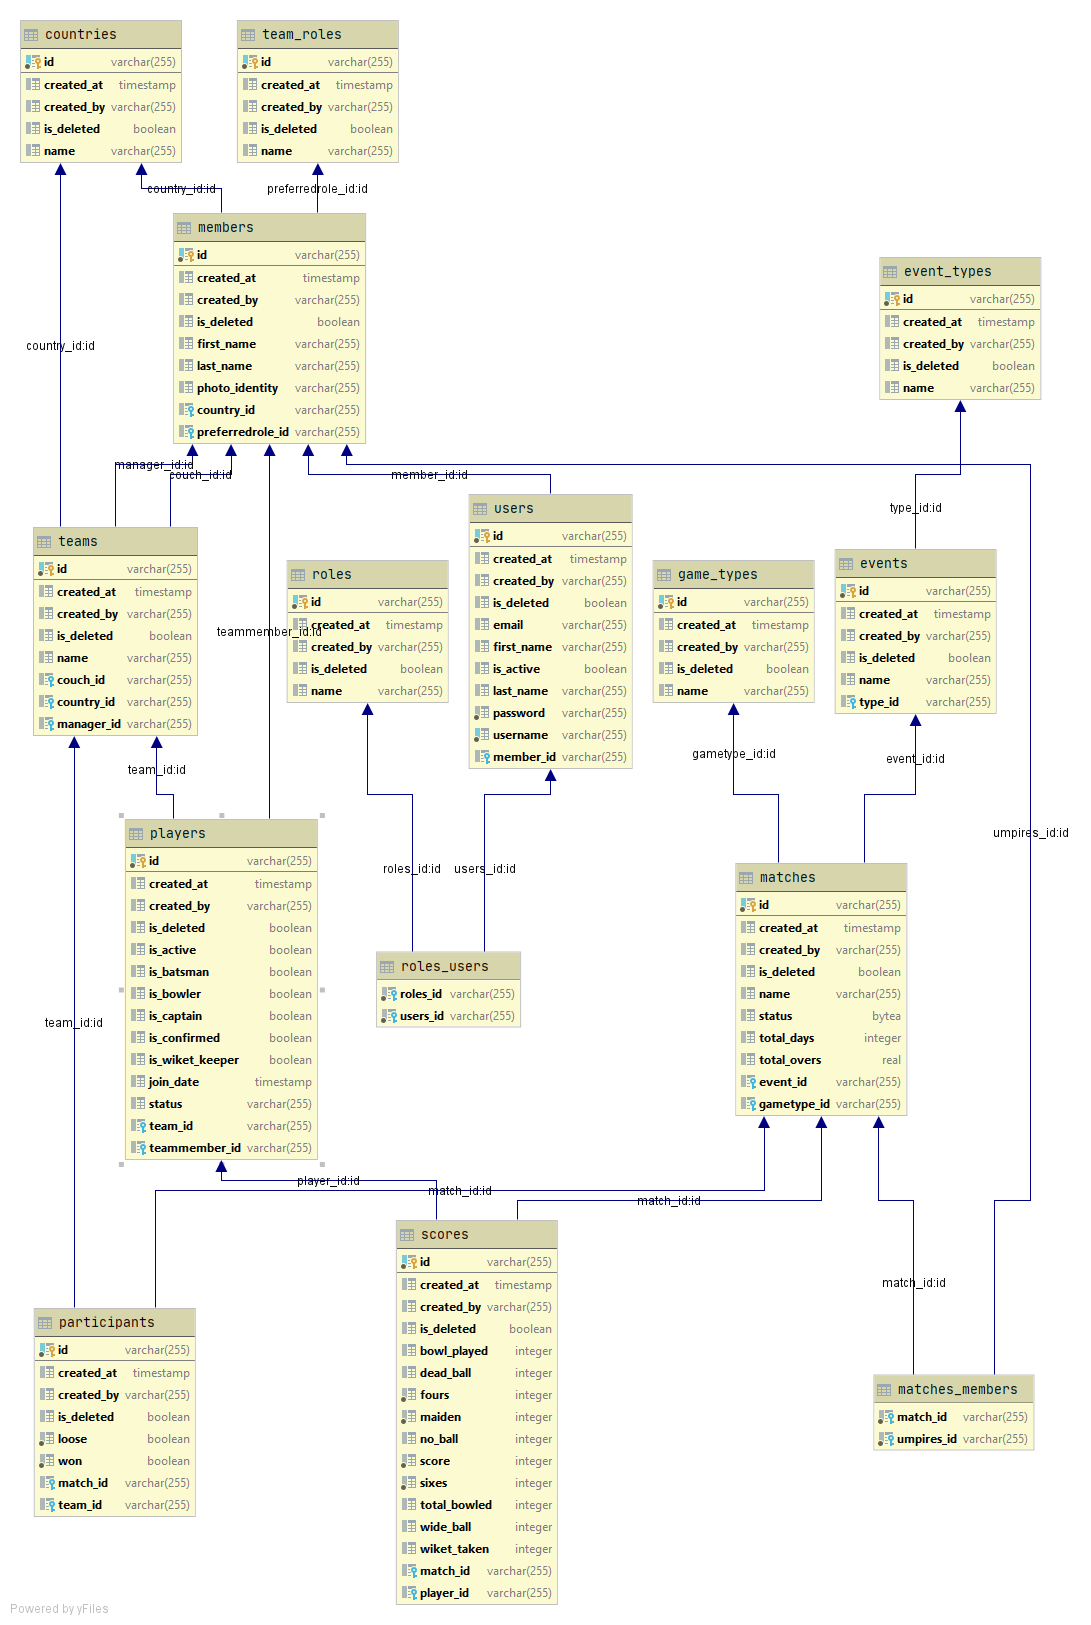 countries
id varchar(255)
created_at timestamp
created_by varchar(255)
is_deleted boolean
name varchar(255)
team_roles
id varchar(255)
created_at timestamp
created_by varchar(255)
is_deleted boolean
name varchar(255)
country_id:id
preferredrole_id:id
members
id varchar(255)
created_at timestamp
created_by varchar(255)
is_deleted boolean
first_name varchar(255)
last_name varchar(255)
photo_identity varchar(255)
country_id varchar(255)
preferredrole_id varchar(255)
event_types
id varchar(255)
created_at timestamp
created_by varchar(255)
is_deleted boolean
name varchar(255)
country_id:id
manager_id:id
couch_id:id
member_id:id
type_id:id
teams
id varchar(255)
created_at timestamp
created_by varchar(255)
is_deleted boolean
name varchar(255)
couch_id varchar(255)
country_id varchar(255)
manager_id varchar(255)
teammember_id:id
roles
id varchar(255)
created_at timestamp
created_by varchar(255)
is_deleted boolean
name varchar(255)
users
id varchar(255)
created_at timestamp
created_by varchar(255)
is_deleted boolean
email varchar(255)
first_name varchar(255)
is_active boolean
last_name varchar(255)
password varchar(255)
username varchar(255)
member_id varchar(255)
game_types
id varchar(255)
created_at timestamp
created_by varchar(255)
is_deleted boolean
name varchar(255)
events
id varchar(255)
created_at timestamp
created_by varchar(255)
is_deleted boolean
name varchar(255)
type_id varchar(255)
team_id:id
gametype_id:id
event_id:id
umpires_id:id
players
id varchar(255)
created_at timestamp
created_by varchar(255)
is_deleted boolean
is_active boolean
is_batsman boolean
is_bowler boolean
is_captain boolean
is_confirmed boolean
is_wiket_keeper boolean
join_date timestamp
status varchar(255)
team_id varchar(255)
teammember_id varchar(255)
roles_id:id
users_id:id
roles_users
roles_id varchar(255)
users_id varchar(255)
matches
id varchar(255)
created_at timestamp
created_by varchar(255)
is_deleted boolean
name varchar(255)
status bytea
total_days integer
total_overs real
event_id varchar(255)
gametype_id varchar(255)
team_id:id
player_id:id
match_id:id
match_id:id
match_id:id
scores
id varchar(255)
created_at timestamp
created_by varchar(255)
is_deleted boolean
bowl_played integer
dead_ball integer
fours integer
maiden integer
no_ball integer
score integer
sixes integer
total_bowled integer
wide_ball integer
wiket_taken integer
match_id varchar(255)
player_id varchar(255)
participants
id varchar(255)
created_at timestamp
created_by varchar(255)
is_deleted boolean
loose boolean
won boolean
match_id varchar(255)
team_id varchar(255)
matches_members
match_id varchar(255)
umpires_id varchar(255)
Powered by yFiles